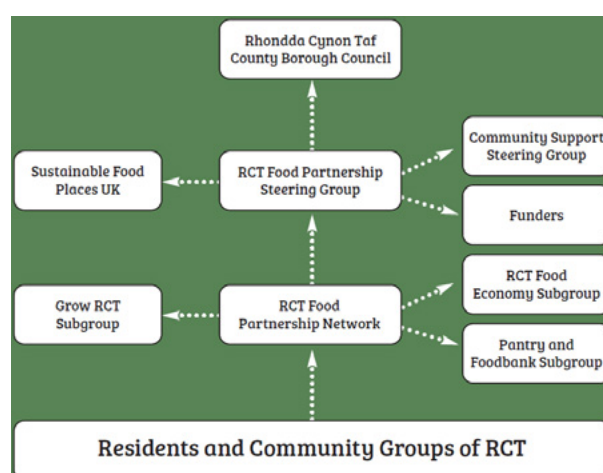 Rhondda Cynon Taf
County Borough Council
Sustainable Food
Places UK
RCT Food Partnership
Steering Group
Community Support
Steering Group
Funders
Grow RCT
Subgroup
RCT Food
Partnership Network
RCT Food
Economy Subgroup
Pantry and
Foodbank Subgroup
Residents and Community Groups of RCT